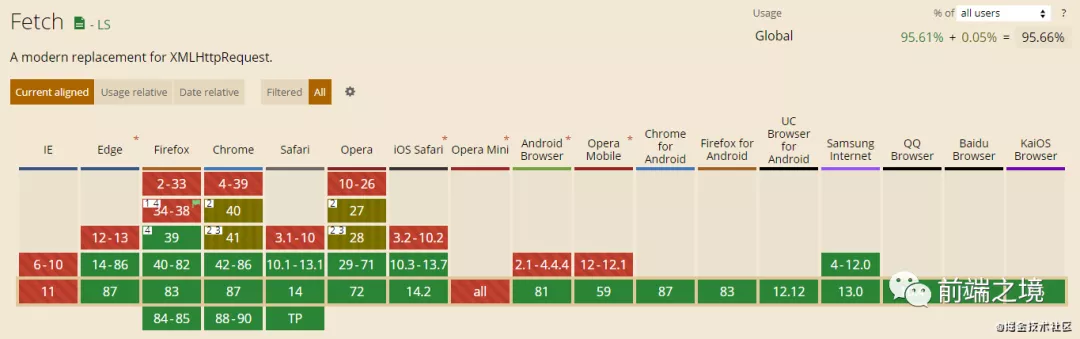 Fetch - LS
Usage % of all users ?
Global 95.61% + 0.05% = 95.66%
A modern replacement for XMLHttpRequest.
Current aligned Usage relative Date relative Filtered All
IE Edge * Firefox Chrome Safari Opera iOS Safari * Opera Mini * Android Browser * Opera Mobile * Chrome for Android Firefox for Android UC Browser for Android Samsung Internet QQ Browser Baidu Browser KaiOS Browser
2-33 4-39 10-26
1 4 34-38 2 40 2 27
12-13 4 39 2 3 41 3.1-10 2 3 28 3.2-10.2
6-10 14-86 40-82 42-86 10.1-13.1 29-71 10.3-13.7 2.1-4.4.4 12-12.1 4-12.0
11 87 83 87 14 72 14.2 all 81 59 87 83 12.12 13.0
84-85 88-90 TP
前端之境
@掘金技术社区